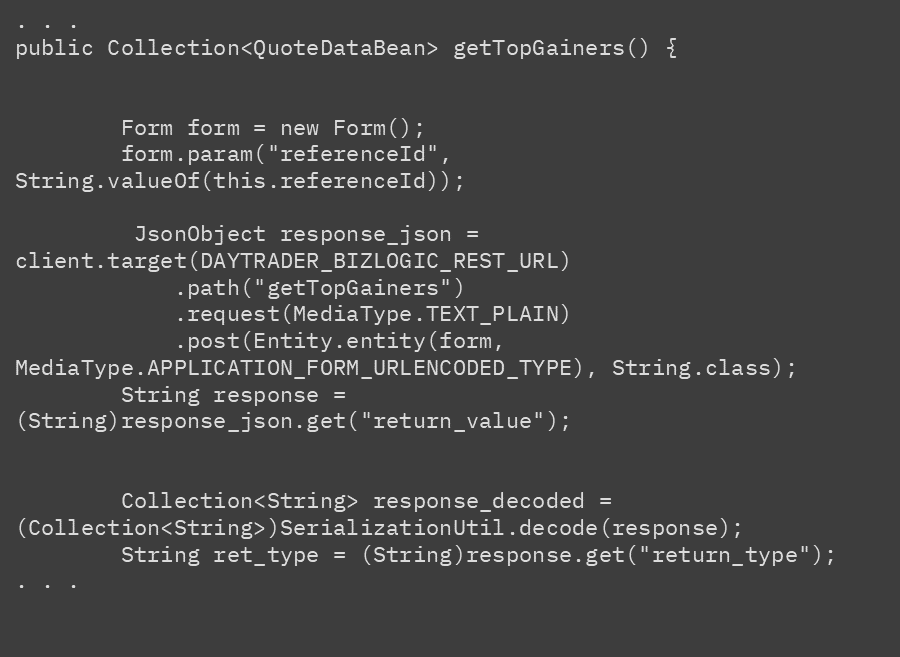 . . .
public Collection<QuoteDataBean> getTopGainers() {
Form form = new Form();
form.param("referenceId",
String.valueOf(this.referenceId));
JsonObject response_json =
client.target(DAYTRADER_BIZLOGIC_REST_URL)
.path("getTopGainers")
.request(MediaType.TEXT_PLAIN)
.post(Entity.entity(form,
MediaType.APPLICATION_FORM_URLENCODED_TYPE), String.class);
String response =
(String)response_json.get("return_value");
Collection<String> response_decoded =
(Collection<String>)SerializationUtil.decode(response);
String ret_type = (String)response.get("return_type");
. . .